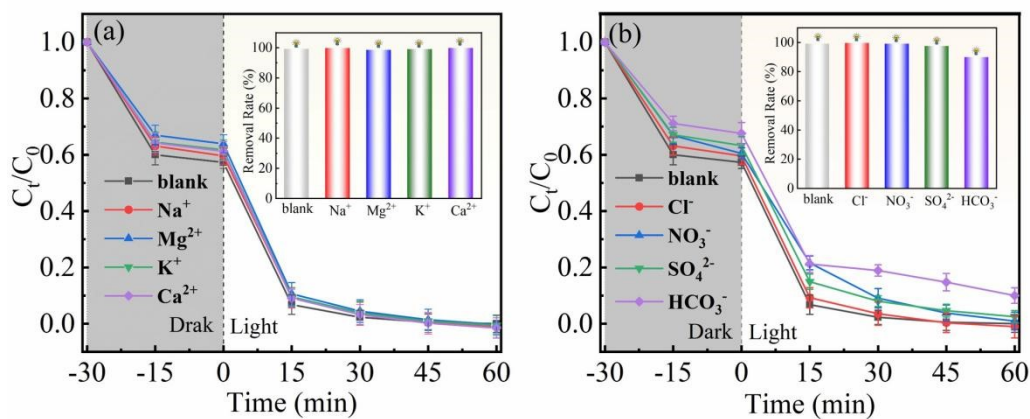 (a)
1.0
0.8
0.6
0.4
0.2
0.0
C_t/C_0
-30 -15 0 15 30 45 60
Time (min)
blank
Na⁺
Mg²⁺
K⁺
Ca²⁺
Drak
Light
Removal Rate (%)
100
80
60
40
20
0
blank Na⁺ Mg²⁺ K⁺ Ca²⁺
(b)
1.0
0.8
0.6
0.4
0.2
0.0
C_t/C_0
-30 -15 0 15 30 45 60
Time (min)
blank
Cl⁻
NO₃⁻
SO₄²⁻
HCO₃⁻
Dark
Light
Removal Rate (%)
100
80
60
40
20
0
blank Cl⁻ NO₃⁻ SO₄²⁻ HCO₃⁻